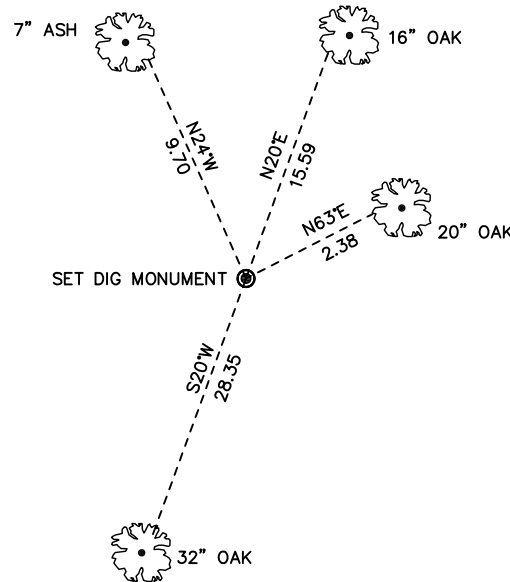 7" ASH
16" OAK
N24°W
9.70
N20°E
15.59
N63°E
2.38
20" OAK
SET DIG MONUMENT
S20°W
28.35
32" OAK